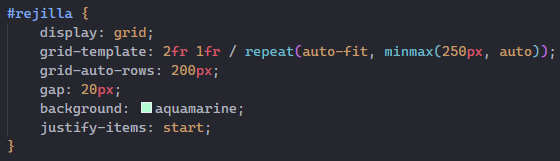 #rejilla {
    display: grid;
    grid-template: 2fr 1fr / repeat(auto-fit, minmax(250px, auto));
    grid-auto-rows: 200px;
    gap: 20px;
    background: aquamarine;
    justify-items: start;
}